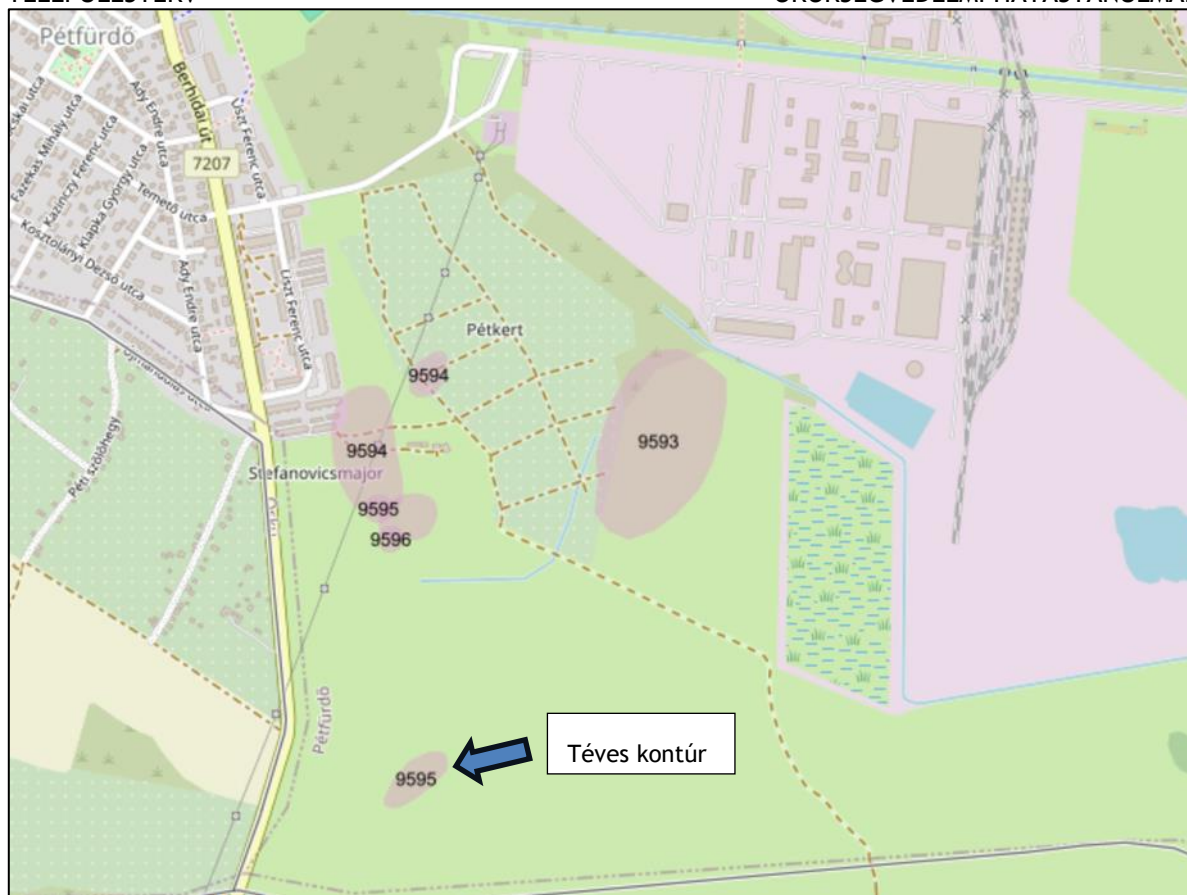 Pétfürdő
Berhidai út
7207
Ady Endre utca
Liszt Ferenc utca
Fazekas Mihály utca
Kazinczy Ferenc utca
Klapka György utca
Temető utca
Kosztolányi Dezső utca
Ady Endre utca
Liszt Ferenc utca
Pétkert
9594
9593
9594
Stefanovicsmajor
Péti szőlőhegy
Öskü
9595
9596
Pétfürdő
Téves kontúr
9595